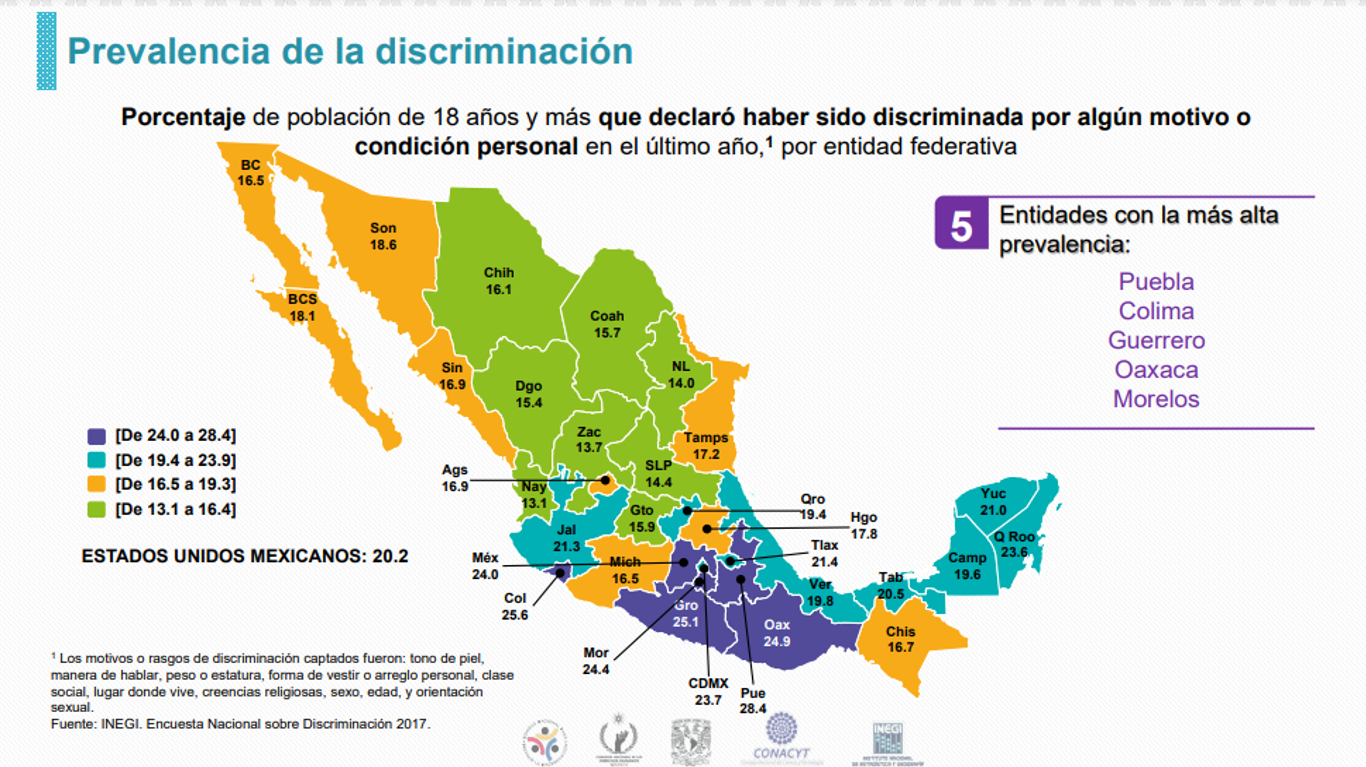 Prevalencia de la discriminación
Porcentaje de población de 18 años y más que declaró haber sido discriminada por algún motivo o
condición personal en el último año,¹ por entidad federativa
BC
16.5
Son
18.6
Chih
16.1
BCS
18.1
Coah
15.7
Sin
16.9
NL
14.0
Dgo
15.4
Zac
13.7
Tamps
17.2
Ags
16.9
SLP
14.4
Nay
13.1
Gto
15.9
Qro
19.4
Hgo
17.8
Jal
21.3
Tlax
21.4
Méx
24.0
Mich
16.5
Col
25.6
Gro
25.1
Ver
19.8
Tab
20.5
Oax
24.9
Mor
24.4
CDMX
23.7
Pue
28.4
Chis
16.7
Yuc
21.0
Q Roo
23.6
Camp
19.6
5
Entidades con la más alta
prevalencia:
Puebla
Colima
Guerrero
Oaxaca
Morelos
[De 24.0 a 28.4]
[De 19.4 a 23.9]
[De 16.5 a 19.3]
[De 13.1 a 16.4]
ESTADOS UNIDOS MEXICANOS: 20.2
¹ Los motivos o rasgos de discriminación captados fueron: tono de piel,
manera de hablar, peso o estatura, forma de vestir o arreglo personal, clase
social, lugar donde vive, creencias religiosas, sexo, edad, y orientación
sexual.
Fuente: INEGI. Encuesta Nacional sobre Discriminación 2017.
CONACYT
INEGI